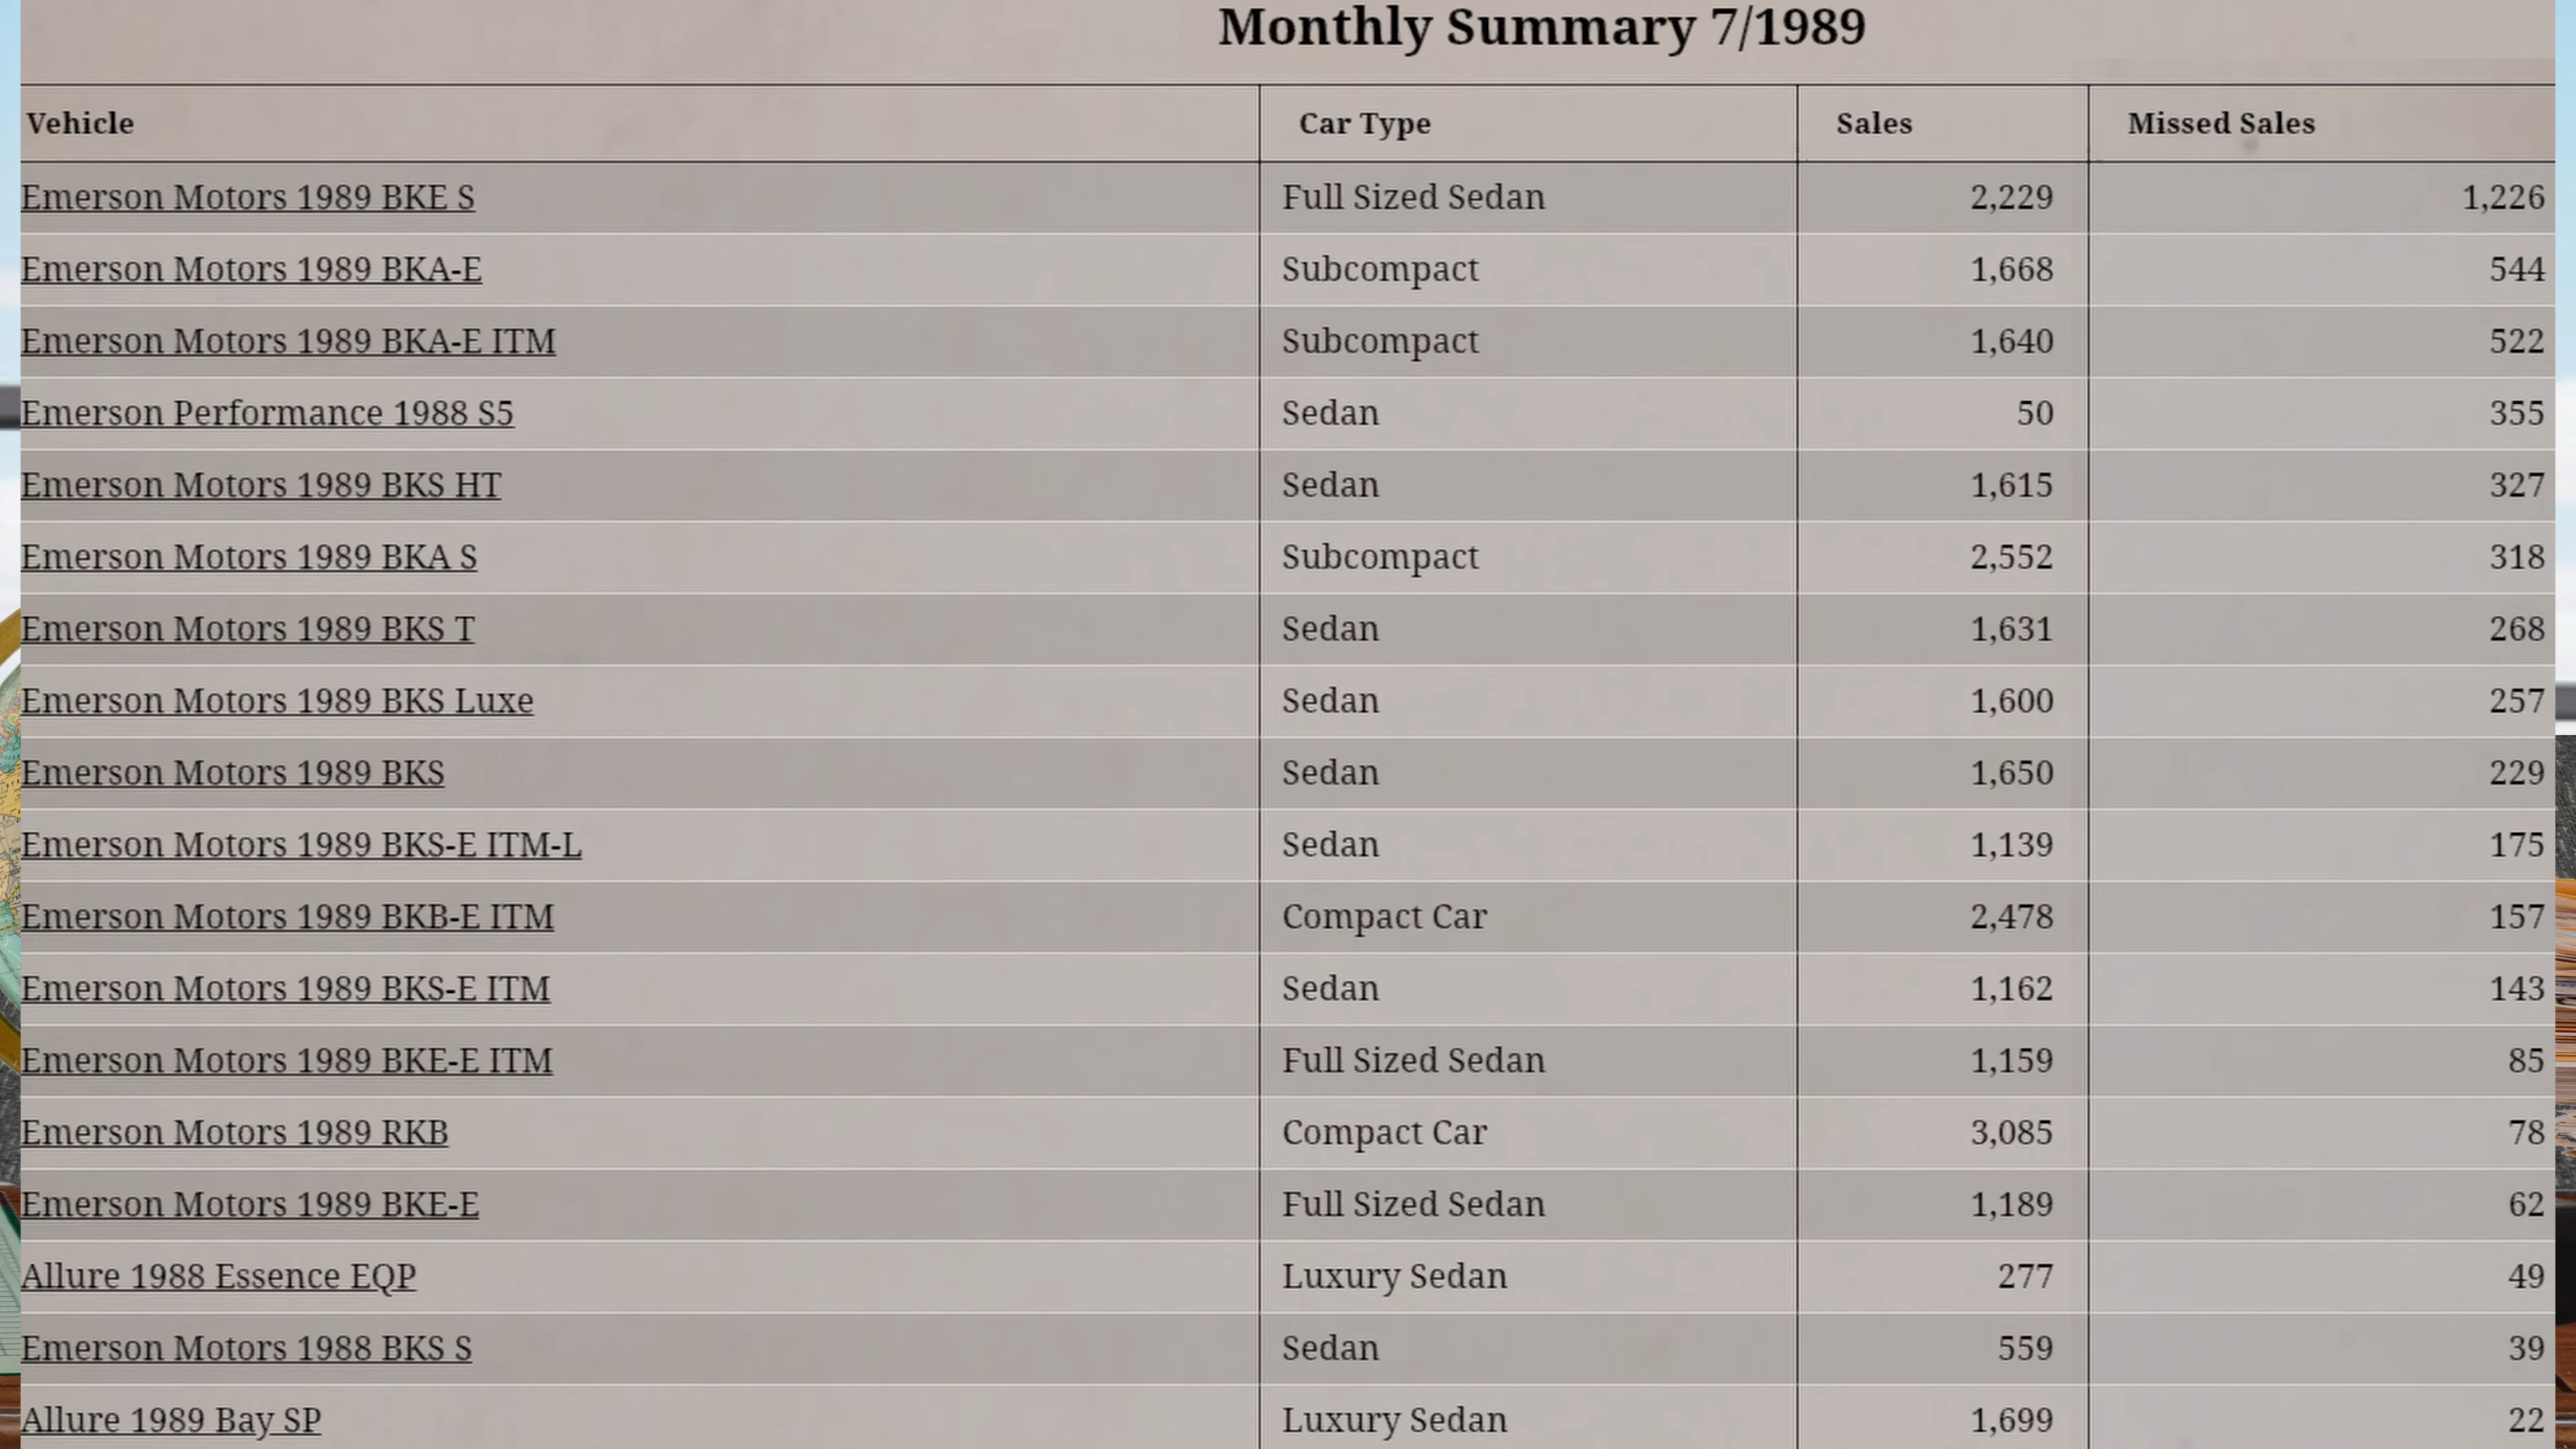 Monthly Summary 7/1989
Vehicle Car Type Sales Missed Sales
Emerson Motors 1989 BKE S Full Sized Sedan 2,229 1,226
Emerson Motors 1989 BKA-E Subcompact 1,668 544
Emerson Motors 1989 BKA-E ITM Subcompact 1,640 522
Emerson Performance 1988 S5 Sedan 50 355
Emerson Motors 1989 BKS HT Sedan 1,615 327
Emerson Motors 1989 BKA S Subcompact 2,552 318
Emerson Motors 1989 BKS T Sedan 1,631 268
Emerson Motors 1989 BKS Luxe Sedan 1,600 257
Emerson Motors 1989 BKS Sedan 1,650 229
Emerson Motors 1989 BKS-E ITM-L Sedan 1,139 175
Emerson Motors 1989 BKB-E ITM Compact Car 2,478 157
Emerson Motors 1989 BKS-E ITM Sedan 1,162 143
Emerson Motors 1989 BKE-E ITM Full Sized Sedan 1,159 85
Emerson Motors 1989 RKB Compact Car 3,085 78
Emerson Motors 1989 BKE-E Full Sized Sedan 1,189 62
Allure 1988 Essence EQP Luxury Sedan 277 49
Emerson Motors 1988 BKS S Sedan 559 39
Allure 1989 Bay SP Luxury Sedan 1,699 22